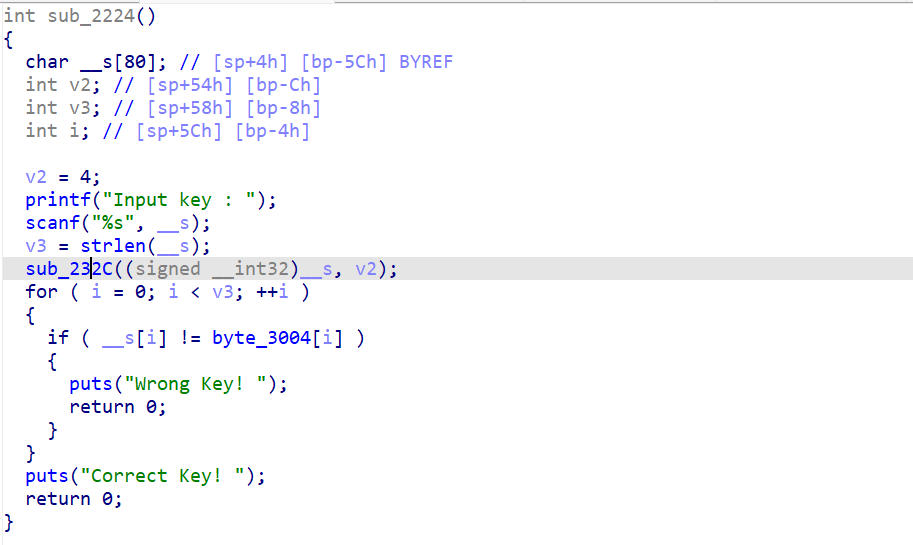 int sub_2224()
{
  char __s[80]; // [sp+4h] [bp-5Ch] BYREF
  int v2; // [sp+54h] [bp-Ch]
  int v3; // [sp+58h] [bp-8h]
  int i; // [sp+5Ch] [bp-4h]

  v2 = 4;
  printf("Input key : ");
  scanf("%s", __s);
  v3 = strlen(__s);
  sub_232C((signed __int32)__s, v2);
  for ( i = 0; i < v3; ++i )
  {
    if ( __s[i] != byte_3004[i] )
    {
      puts("Wrong Key! ");
      return 0;
    }
  }
  puts("Correct Key! ");
  return 0;
}